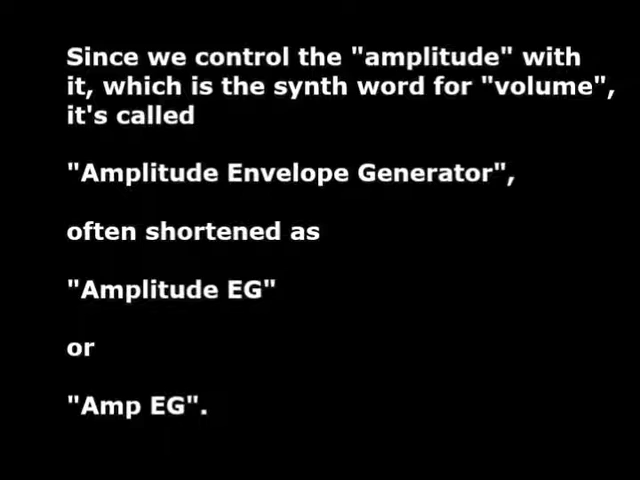 Since we control the "amplitude" with
it, which is the synth word for "volume",
it's called
"Amplitude Envelope Generator",
often shortened as
"Amplitude EG"
or
"Amp EG".